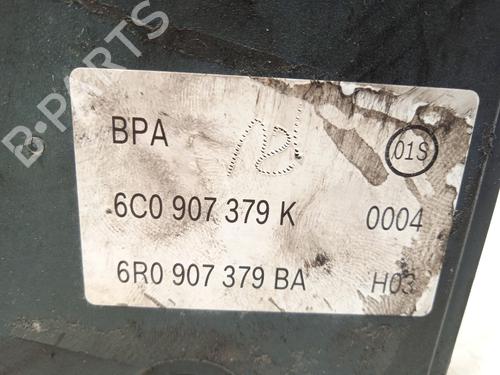 B-PARTS
BPA
01S
6C0 907 379 K 0004
6R0 907 379 BA H03